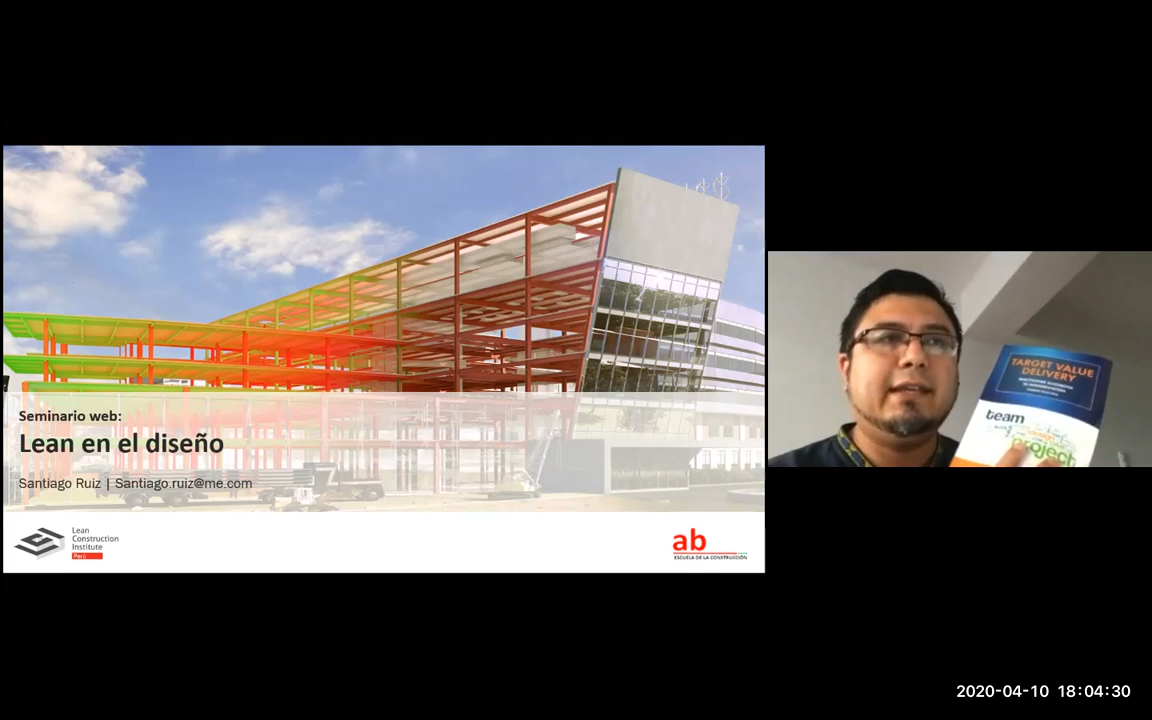 Seminario web:
Lean en el diseño
Santiago Ruiz | Santiago.ruiz@me.com
Lean
Construction
Institute
Perú
ab
ESCUELA DE LA CONSTRUCCIÓN
TARGET VALUE
DELIVERY
team
project
2020-04-10 18:04:30